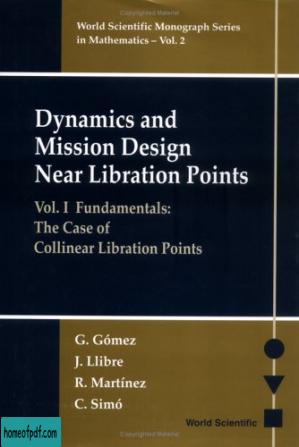 World Scientific Monograph Series
in Mathematics – Vol. 2
Dynamics and
Mission Design
Near Libration Points
Vol. I Fundamentals:
The Case of
Collinear Libration Points
G. Gómez
J. Llibre
R. Martínez
C. Simó
World Scientific
homeofpdf.com